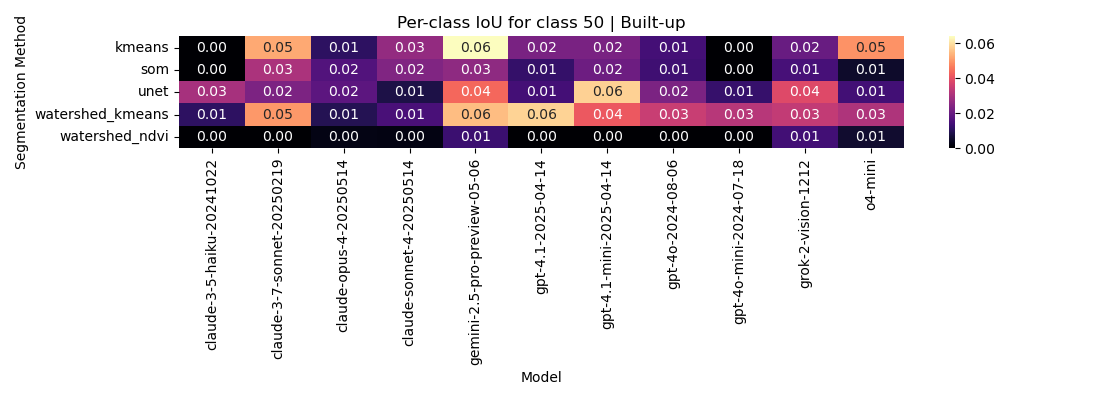 Per-class IoU for class 50 | Built-up
Segmentation Method
kmeans 0.00 0.05 0.01 0.03 0.06 0.02 0.02 0.01 0.00 0.02 0.05
som 0.00 0.03 0.02 0.02 0.03 0.01 0.02 0.01 0.00 0.01 0.01
unet 0.03 0.02 0.02 0.01 0.04 0.01 0.06 0.02 0.01 0.04 0.01
watershed_kmeans 0.01 0.05 0.01 0.01 0.06 0.06 0.04 0.03 0.03 0.03 0.03
watershed_ndvi 0.00 0.00 0.00 0.00 0.01 0.00 0.00 0.00 0.00 0.01 0.01
claude-3-5-haiku-20241022
claude-3-7-sonnet-20250219
claude-opus-4-20250514
claude-sonnet-4-20250514
gemini-2.5-pro-preview-05-06
gpt-4.1-2025-04-14
gpt-4.1-mini-2025-04-14
gpt-4o-2024-08-06
gpt-4o-mini-2024-07-18
grok-2-vision-1212
o4-mini
Model
0.06
0.04
0.02
0.00